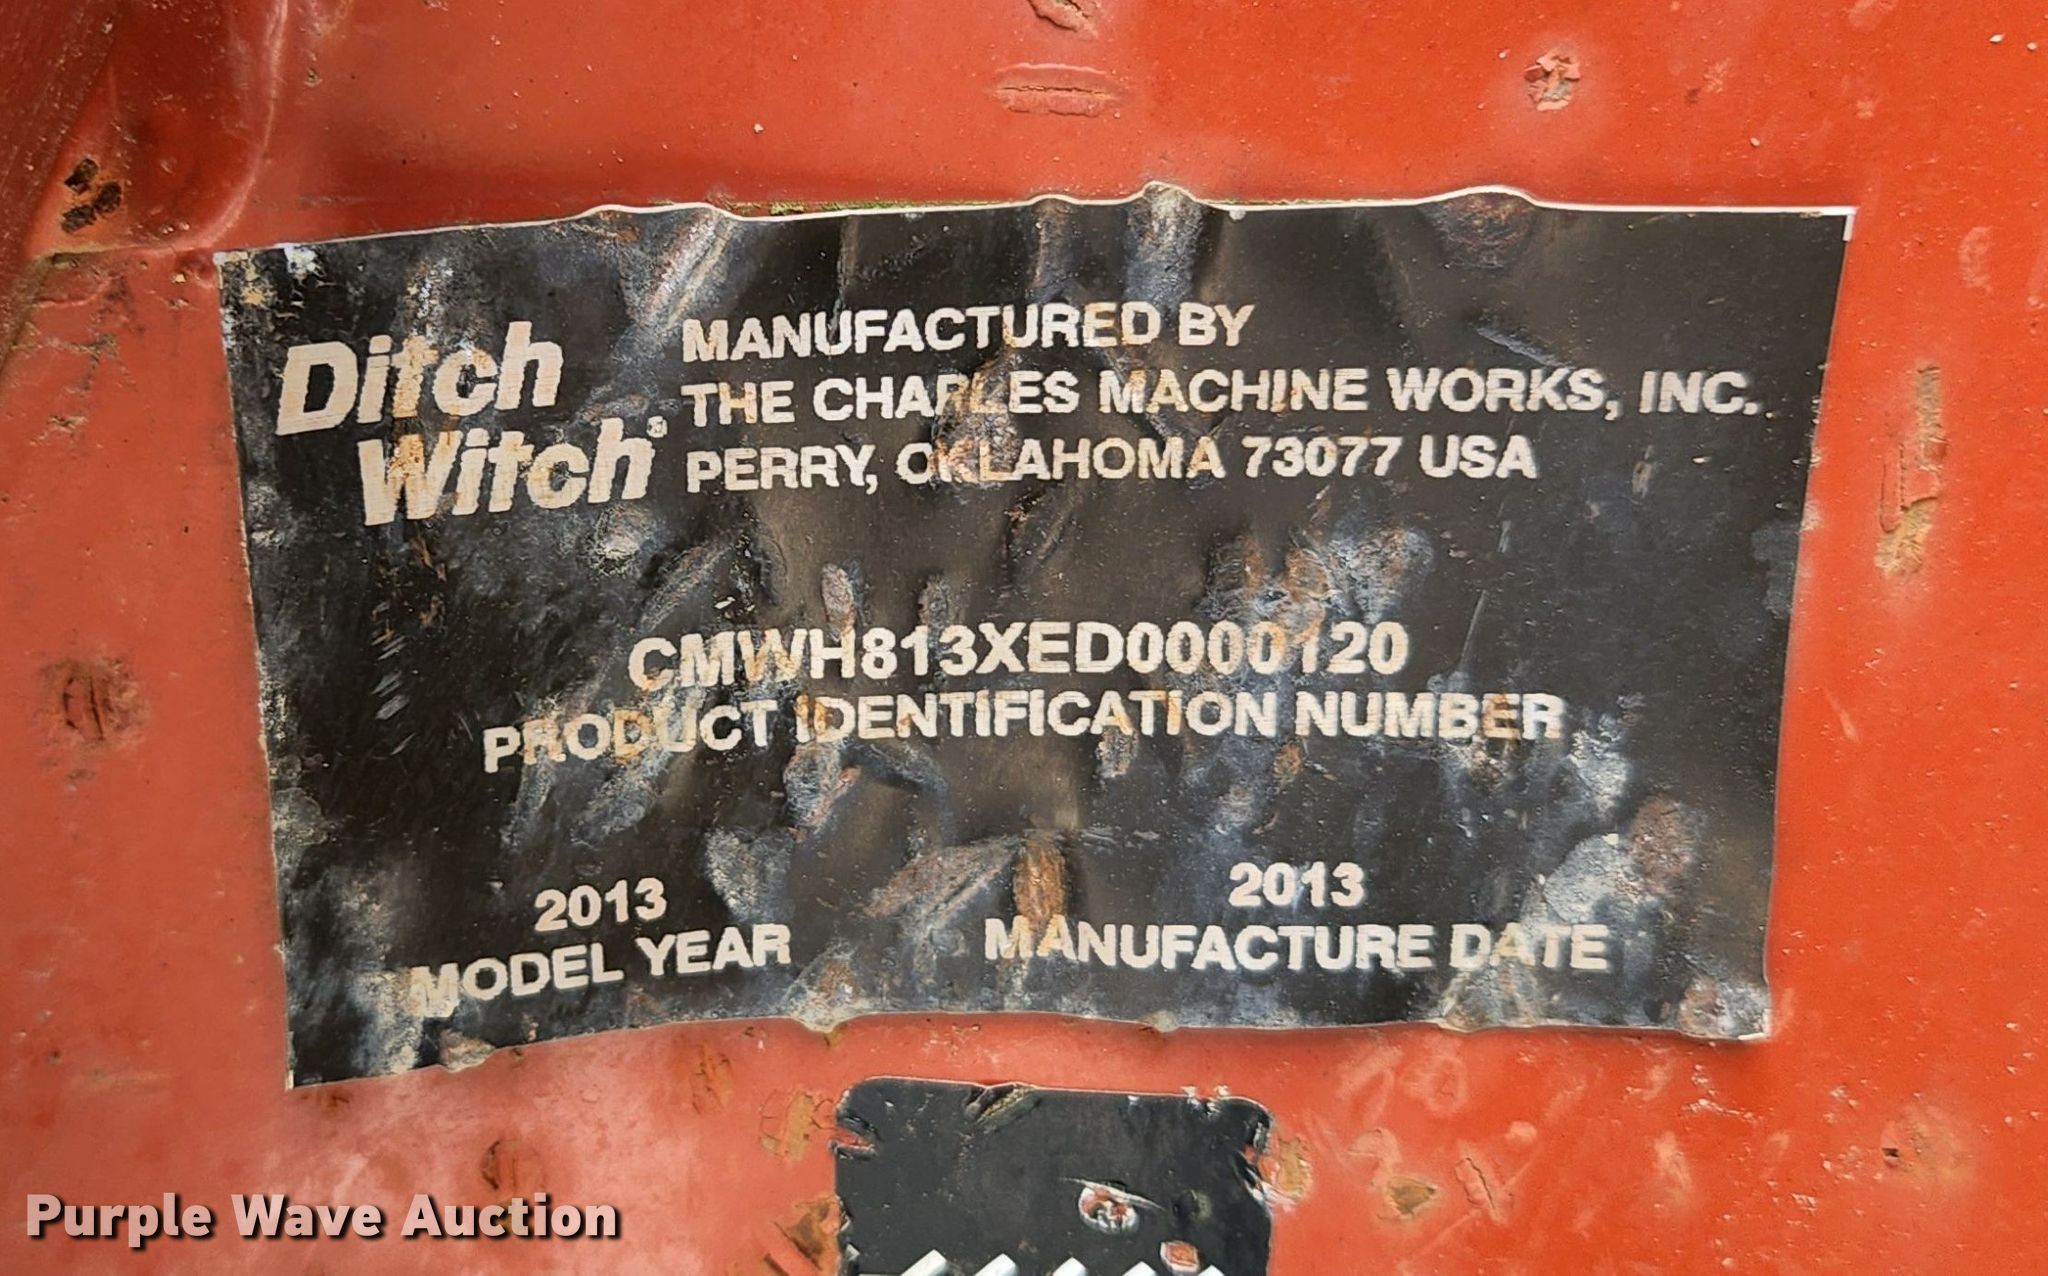 Ditch
Witch®
MANUFACTURED BY
THE CHARLES MACHINE WORKS, INC.
PERRY, OKLAHOMA 73077 USA
CMWH813XED0000120
PRODUCT IDENTIFICATION NUMBER
2013
MODEL YEAR
2013
MANUFACTURE DATE
Purple Wave Auction